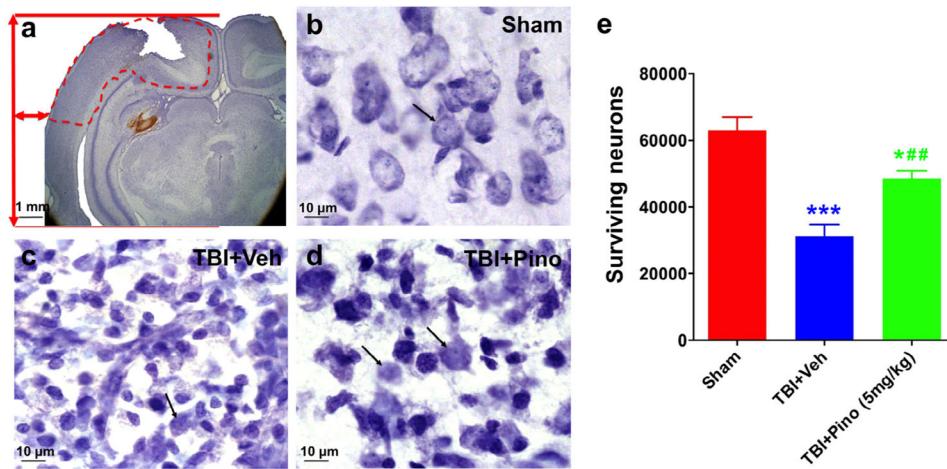 a
1 mm
b
Sham
10 µm
c
TBI+Veh
10 µm
d
TBI+Pino
10 µm
e
Surviving neurons
80000
60000
40000
20000
0
***
*##
Sham
TBI+Veh
TBI+Pino (5mg/kg)